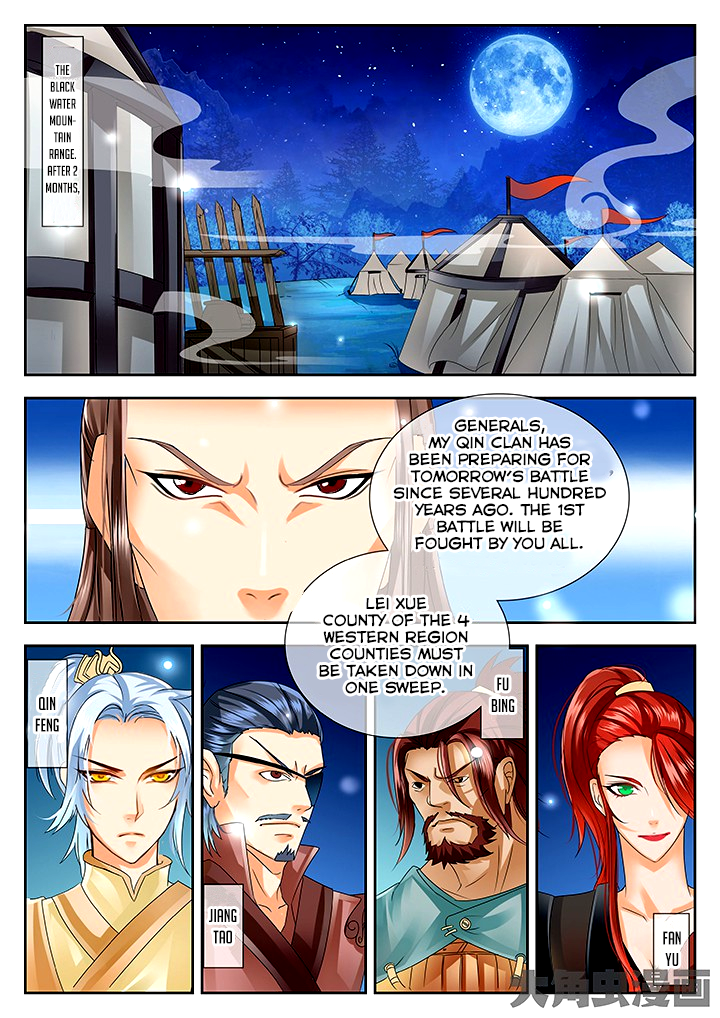 THE
BLACK
WATER
MOUN-
TAIN
RANGE.
AFTER 2
MONTHS,
GENERALS,
MY QIN CLAN HAS
BEEN PREPARING FOR
TOMORROW'S BATTLE
SINCE SEVERAL HUNDRED
YEARS AGO. THE 1ST
BATTLE WILL BE
FOUGHT BY YOU ALL.
LEI XUE
COUNTY OF THE 4
WESTERN REGION
COUNTIES MUST
BE TAKEN DOWN IN
ONE SWEEP.
QIN
FENG
JIANG
TAO
FU
BING
FAN
YU
大角虫漫画